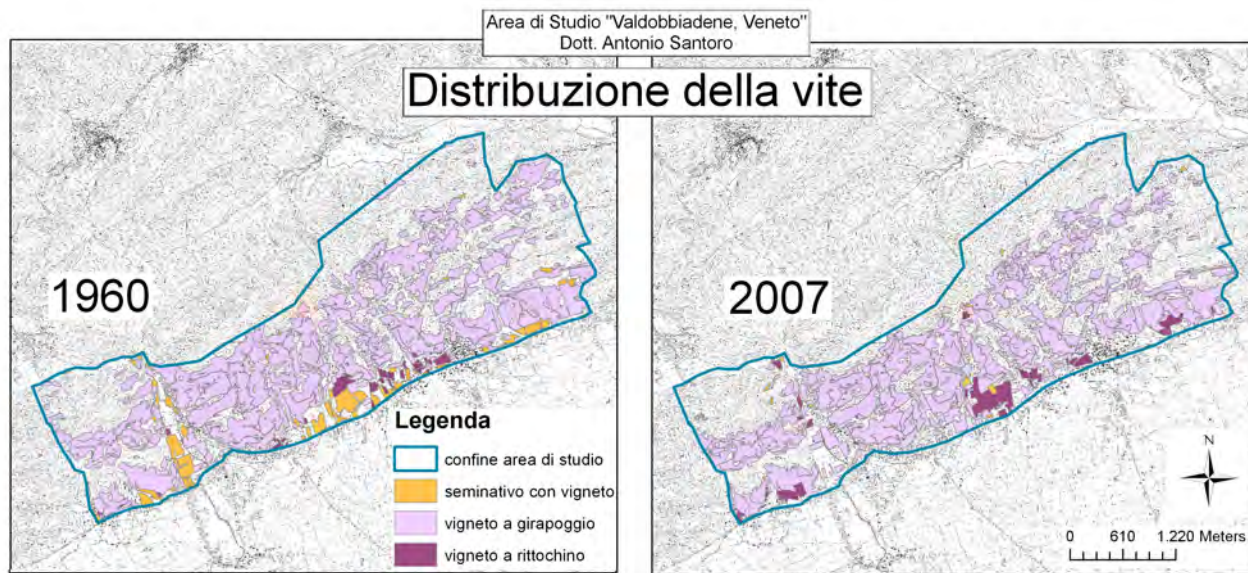 Area di Studio "Valdobbiadene, Veneto"
Dott. Antonio Santoro
Distribuzione della vite
1960
2007
Legenda
confine area di studio
seminativo con vigneto
vigneto a girapoggio
vigneto a rittochino
N
0 610 1.220 Meters